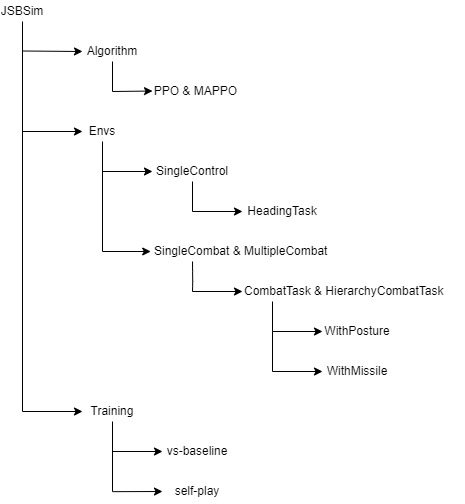 JSBSim
Algorithm
PPO & MAPPO
Envs
SingleControl
HeadingTask
SingleCombat & MultipleCombat
CombatTask & HierarchyCombatTask
WithPosture
WithMissile
Training
vs-baseline
self-play